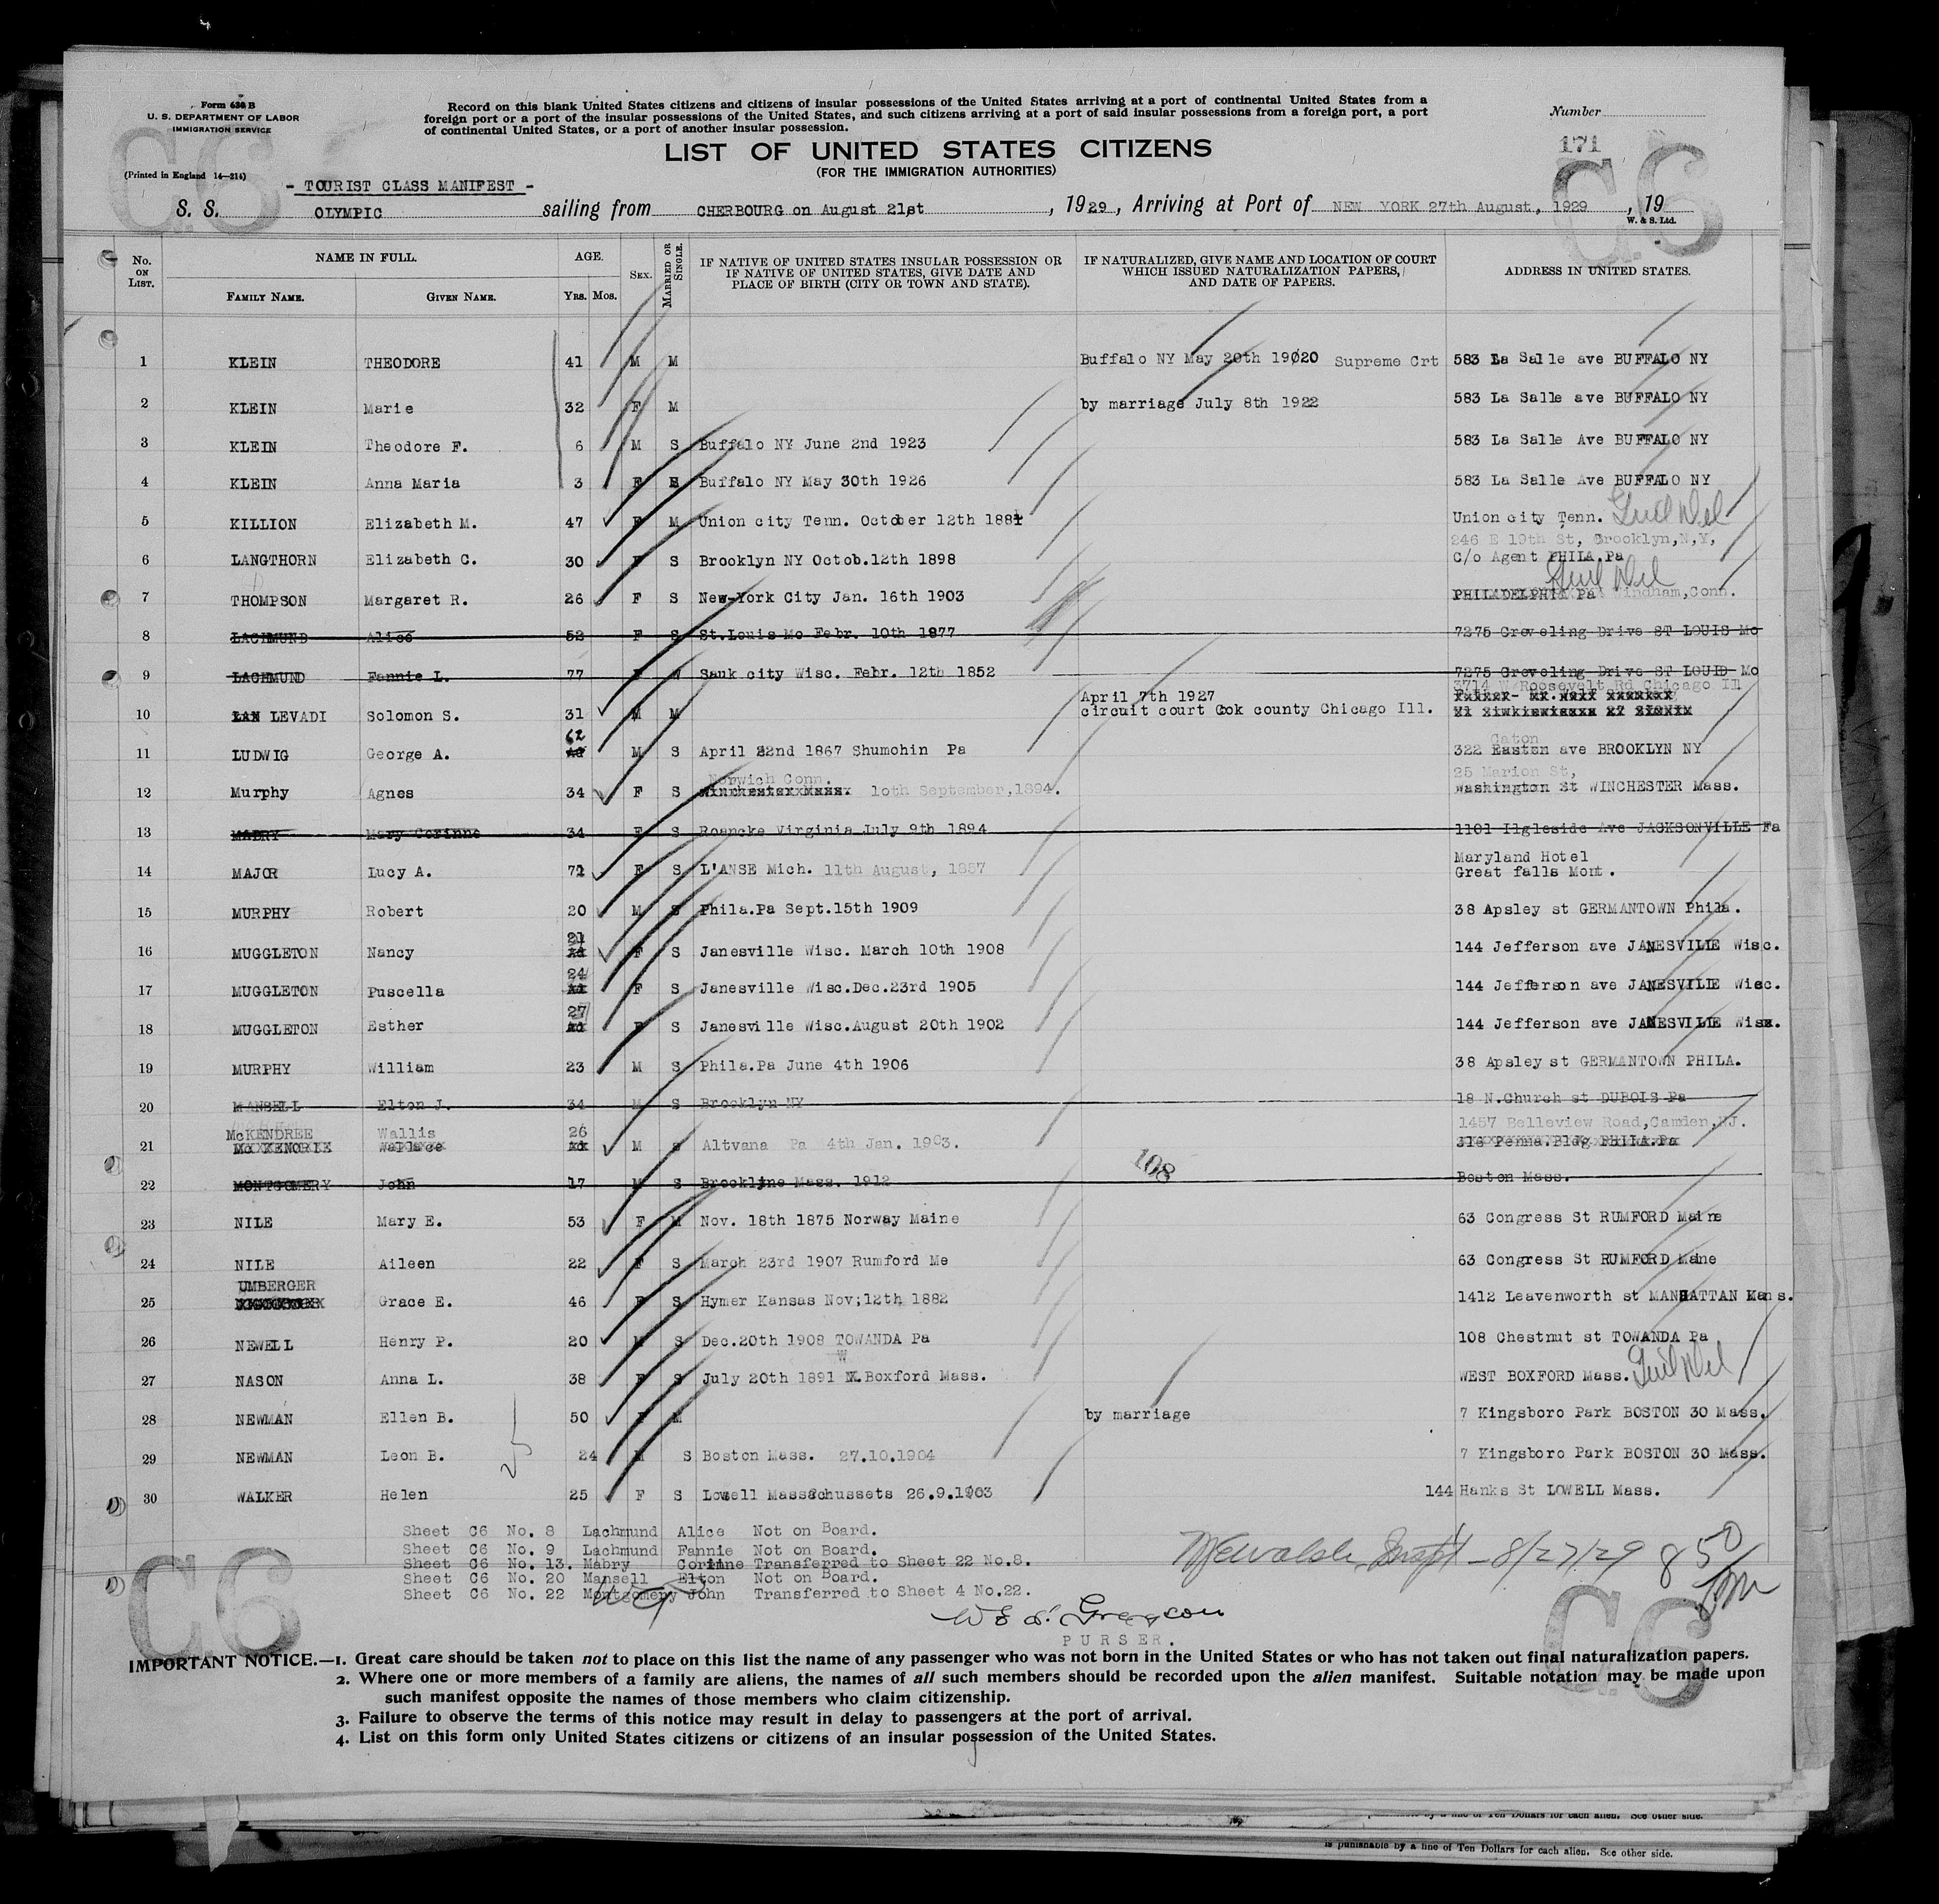 Form 630 B
U. S. DEPARTMENT OF LABOR
IMMIGRATION SERVICE
(Printed in England 14—214)
Record on this blank United States citizens and citizens of insular possessions of the United States arriving at a port of continental United States from a
foreign port or a port of the insular possessions of the United States, and such citizens arriving at a port of said insular possessions from a foreign port, a port
of continental United States, or a port of another insular possession.
Number
171
C6
C6
LIST OF UNITED STATES CITIZENS
(FOR THE IMMIGRATION AUTHORITIES)
- TOURIST CLASS MANIFEST -
S. S. OLYMPIC sailing from CHERBOURG on August 21st, 1929, Arriving at Port of NEW YORK 27th August, 1929, 19
W. & S. Ltd.
No. ON LIST. NAME IN FULL. FAMILY NAME. GIVEN NAME. AGE. Yrs. Mos. SEX. MARRIED OR SINGLE. IF NATIVE OF UNITED STATES INSULAR POSSESSION OR IF NATIVE OF UNITED STATES, GIVE DATE AND PLACE OF BIRTH (CITY OR TOWN AND STATE). IF NATURALIZED, GIVE NAME AND LOCATION OF COURT WHICH ISSUED NATURALIZATION PAPERS, AND DATE OF PAPERS. ADDRESS IN UNITED STATES.
1 KLEIN THEODORE 41 M M Buffalo NY May 20th 1920 Supreme Crt 583 La Salle ave BUFFALO NY
2 KLEIN Marie 32 F M by marriage July 8th 1922 583 La Salle ave BUFFALO NY
3 KLEIN Theodore F. 6 M S Buffalo NY June 2nd 1923 583 La Salle Ave BUFFALO NY
4 KLEIN Anna Maria 3 F S Buffalo NY May 30th 1926 583 La Salle Ave BUFFALO NY
5 KILLION Elizabeth M. 47 F M Union city Tenn. October 12th 1881 Union city Tenn.
246 E 19th St, Brooklyn,N,Y,
6 LANGTHORN Elizabeth C. 30 F S Brooklyn NY Octob.12th 1898 C/o Agent PHILA.Pa
7 THOMPSON Margaret R. 26 F S New-York City Jan. 16th 1903 PHILADELPHIA Pa Windham,Conn.
8 LACHMUND Alice 52 F S St.Louis Mo Febr. 10th 1877 7275 Greveling Drive ST LOUIS Mo
9 LACHMUND Fannie L. 77 F W Sauk city Wisc. Febr. 12th 1852 7275 Greveling Drive ST LOUIS Mo
3714 W Roosevelt Rd Chicago Ill
April 7th 1927
10 LEVADI Solomon S. 31 M M circuit court Cook county Chicago Ill.
62
11 LUDWIG George A. M S April 22nd 1867 Shumohin Pa 322 Easton ave BROOKLYN NY
Caton
Norwich Conn. 25 Marion St,
12 Murphy Agnes 34 F S Winchester Mass. 10th September,1894. Washington St WINCHESTER Mass.
13 MABRY Mary Corinne 34 F S Roanoke Virginia July 9th 1894 1101 Ilgleside Ave JACKSONVILLE Fa
Maryland Hotel
14 MAJOR Lucy A. 72 F S L'ANSE Mich. 11th August, 1857 Great falls Mont.
15 MURPHY Robert 20 M S Phila.Pa Sept.15th 1909 38 Apsley st GERMANTOWN Phila.
16 MUGGLETON Nancy 21 F S Janesville Wisc. March 10th 1908 144 Jefferson ave JANESVILLE Wisc.
17 MUGGLETON Puscella 24 F S Janesville Wisc.Dec.23rd 1905 144 Jefferson ave JANESVILLE Wisc.
18 MUGGLETON Esther 27 F S Janesville Wisc.August 20th 1902 144 Jefferson ave JANESVILLE Wisc.
19 MURPHY William 23 M S Phila.Pa June 4th 1906 38 Apsley st GERMANTOWN PHILA.
20 MANSELL Elton J. 34 M S Brooklyn NY 18 N.Church st DUBOIS Pa
McKENDREE Wallis 26 1457 Belleview Road,Camden,NJ.
21 Mc KENDRIE Wallace M S Altvana Pa 4th Jan. 1903. 316 Perma.Bldg PHILA.Pa
108
22 MONTGOMERY John 17 M S Brookline Mass. 1912 Boston Mass.
23 NILE Mary E. 53 F M Nov. 18th 1875 Norway Maine 63 Congress St RUMFORD Maine
24 NILE Aileen 22 F S March 23rd 1907 Rumford Me 63 Congress St RUMFORD Maine
UMBERGER
25 Grace E. 46 F S Hymer Kansas Nov;12th 1882 1412 Leavenworth st MANHATTAN Kans.
26 NEWELL Henry P. 20 M S Dec.20th 1908 TOWANDA Pa 108 Chestnut st TOWANDA Pa
W
27 NASON Anna L. 38 F S July 20th 1891 Boxford Mass. WEST BOXFORD Mass.
28 NEWMAN Ellen B. 50 F M by marriage 7 Kingsboro Park BOSTON 30 Mass.
29 NEWMAN Leon B. 24 M S Boston Mass. 27.10.1904 7 Kingsboro Park BOSTON 30 Mass.
30 WALKER Helen 25 F S Lowell Massachussets 26.9.1903 144 Hanks St LOWELL Mass.
25
Sheet C6 No. 8 Lachmund Alice Not on Board.
Sheet C6 No. 9 Lachmund Fannie Not on Board.
Sheet C6 No. 13. Mabry Corinne Transferred to Sheet 22 No.8.
Sheet C6 No. 20 Mansell Elton Not on Board.
Sheet C6 No. 22 Montgomery John Transferred to Sheet 4 No.22.
8/27/29 850
PURSER.
C6
C6
IMPORTANT NOTICE.—1. Great care should be taken not to place on this list the name of any passenger who was not born in the United States or who has not taken out final naturalization papers.
2. Where one or more members of a family are aliens, the names of all such members should be recorded upon the alien manifest. Suitable notation may be made upon
such manifest opposite the names of those members who claim citizenship.
3. Failure to observe the terms of this notice may result in delay to passengers at the port of arrival.
4. List on this form only United States citizens or citizens of an insular possession of the United States.
is punishable by a fine of Ten Dollars for each alien. See other side.